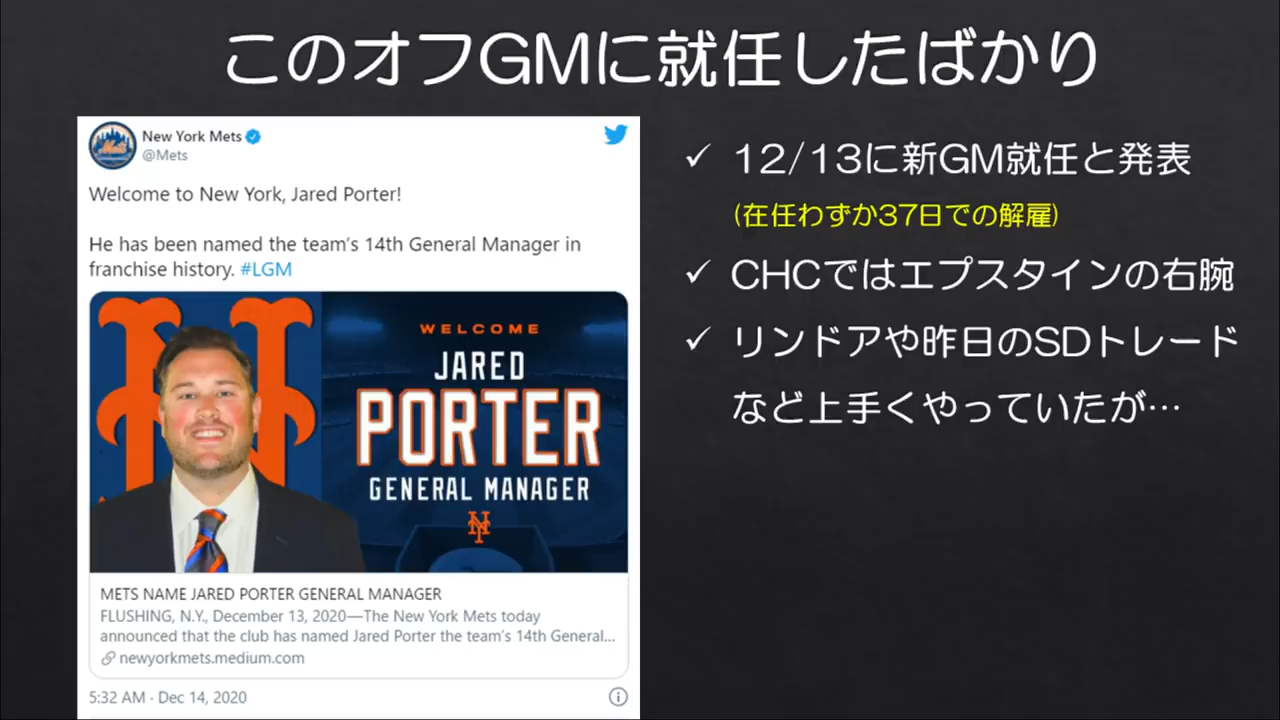 このオフGMに就任したばかり
New York Mets
@Mets
Welcome to New York, Jared Porter!
He has been named the team's 14th General Manager in
franchise history. #LGM
WELCOME
JARED
PORTER
GENERAL MANAGER
NY
METS NAME JARED PORTER GENERAL MANAGER
FLUSHING, N.Y., December 13, 2020—The New York Mets today
announced that the club has named Jared Porter the team's 14th General...
newyorkmets.medium.com
5:32 AM · Dec 14, 2020
✓ 12/13に新GM就任と発表
(在任わずか37日での解雇)
✓ CHCではエプスタインの右腕
✓ リンドアや昨日のSDトレード
など上手くやっていたが…